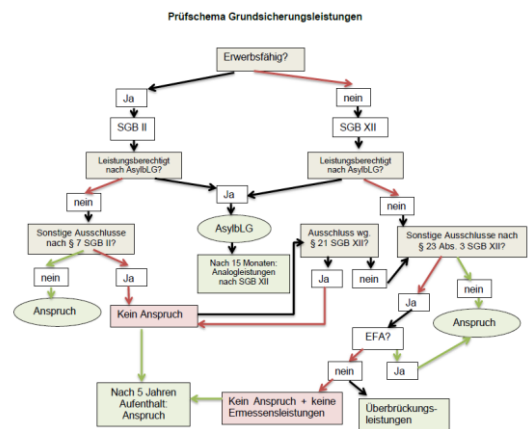 Prüfschema Grundsicherungsleistungen
Erwerbsfähig?
Ja
nein
SGB II
SGB XII
Leistungsberechtigt
nach AsylbLG?
Leistungsberechtigt
nach AsylbLG?
nein
Ja
nein
Sonstige Ausschlusse
nach § 7 SGB II?
AsylbLG
Ausschluss wg.
§ 21 SGB XII?
Sonstige Ausschlusse nach
§ 23 Abs. 3 SGB XII?
nein
Ja
Nach 15 Monaten:
Analogleistungen
nach SGB XII
Ja
nein
Ja
nein
Anspruch
Kein Anspruch
Anspruch
EFA?
nein
Ja
Nach 5 Jahren
Aufenthalt:
Anspruch
Kein Anspruch + keine
Ermessensleistungen
Überbrückungs-
leistungen